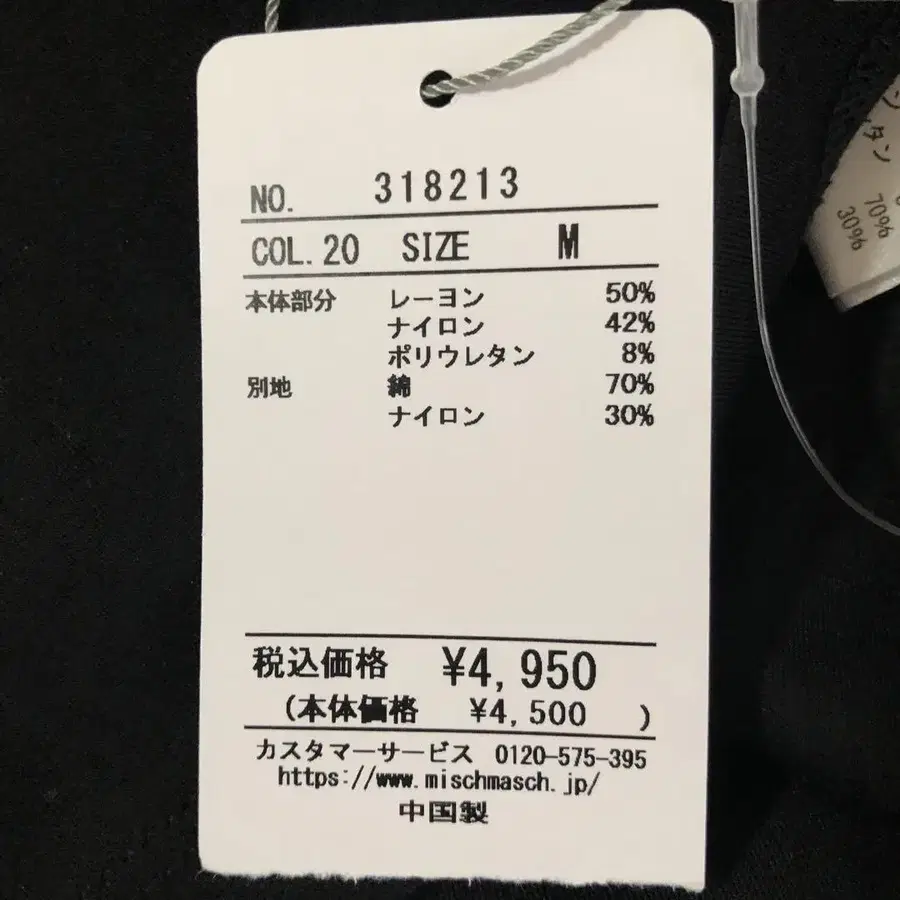 NO. 318213
COL. 20 SIZE M
本体部分 レーヨン 50%
ナイロン 42%
ポリウレタン 8%
別地 綿 70%
ナイロン 30%
税込価格 ¥4,950
(本体価格 ¥4,500 )
カスタマーサービス 0120-575-395
https://www.mischmasch.jp/
中国製
タン
70%
30%